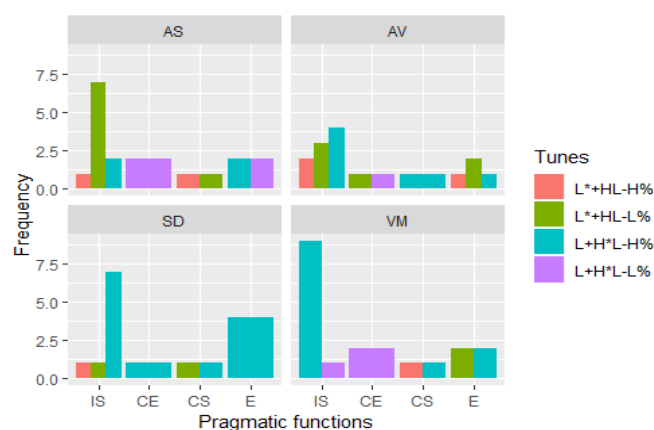 AS
AV
7.5
5.0
2.5
0.0
SD
VM
7.5
5.0
2.5
0.0
IS CE CS E
IS CE CS E
Frequency
Pragmatic functions
Tunes
L*+HL-H%
L*+HL-L%
L+H*L-H%
L+H*L-L%